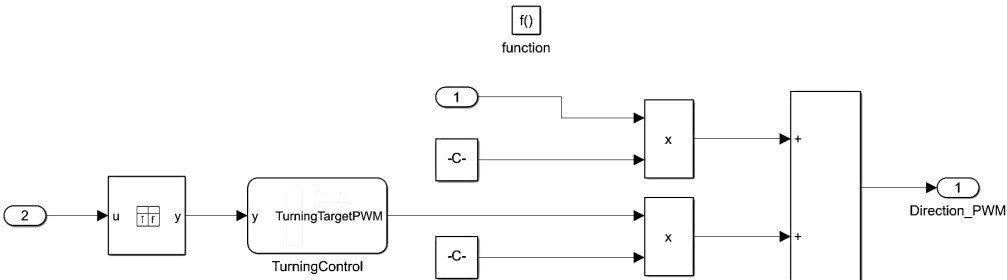 f()
function
1
-C-
x
+
2
u
T F
y
y
TurningTargetPWM
TurningControl
-C-
x
+
1
Direction_PWM